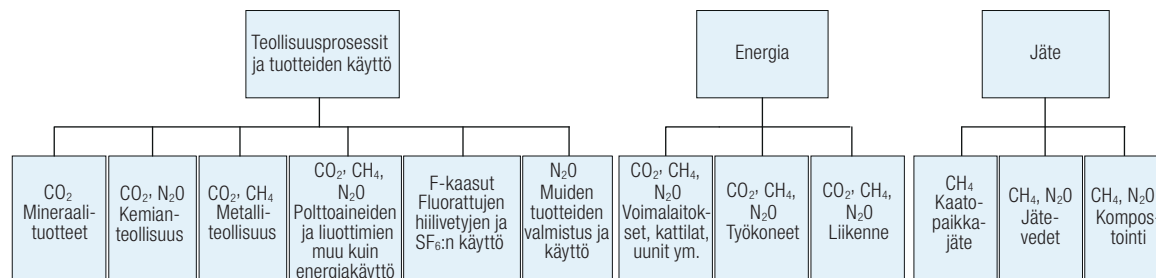 Teollisuusprosessit
ja tuotteiden käyttö
Energia
Jäte
CO₂
Mineraali-
tuotteet
CO₂, N₂O
Kemian-
teollisuus
CO₂, CH₄
Metalli-
teollisuus
CO₂, CH₄,
N₂O
Polttoaineiden
ja liuottimien
muu kuin
energiakäyttö
F-kaasut
Fluorattujen
hiilivetyjen ja
SF₆:n käyttö
N₂O
Muiden
tuotteiden
valmistus ja
käyttö
CO₂, CH₄,
N₂O
Voimalaitok-
set, kattilat,
uunit ym.
CO₂, CH₄,
N₂O
Työkoneet
CO₂, CH₄,
N₂O
Liikenne
CH₄
Kaato-
paikka-
jäte
CH₄, N₂O
Jäte-
vedet
CH₄, N₂O
Kompos-
tointi